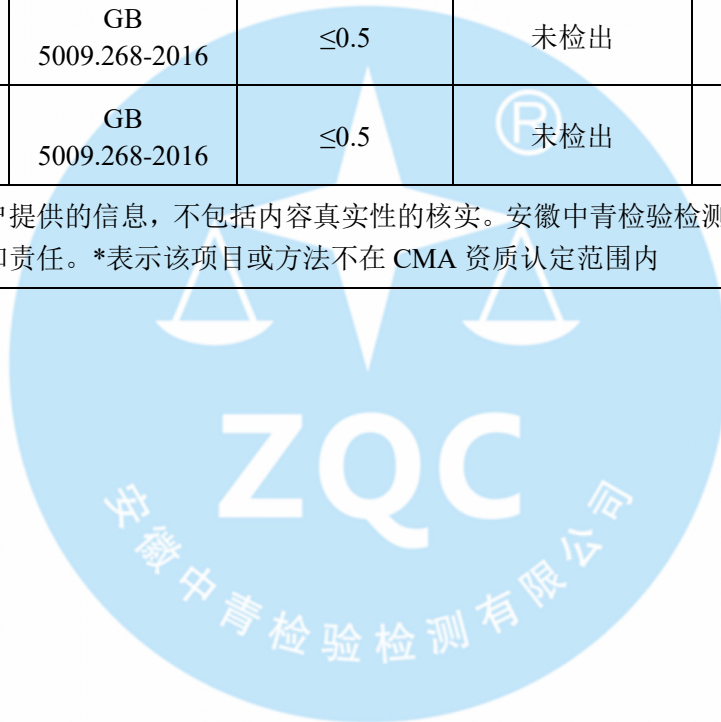 GB
5009.268-2016
≤0.5
未检出
GB
5009.268-2016
≤0.5
未检出
提供的信息，不包括内容真实性的核实。安徽中青检验检测
责任。*表示该项目或方法不在 CMA 资质认定范围内
®
ZQC
安徽中青检验检测有限公司